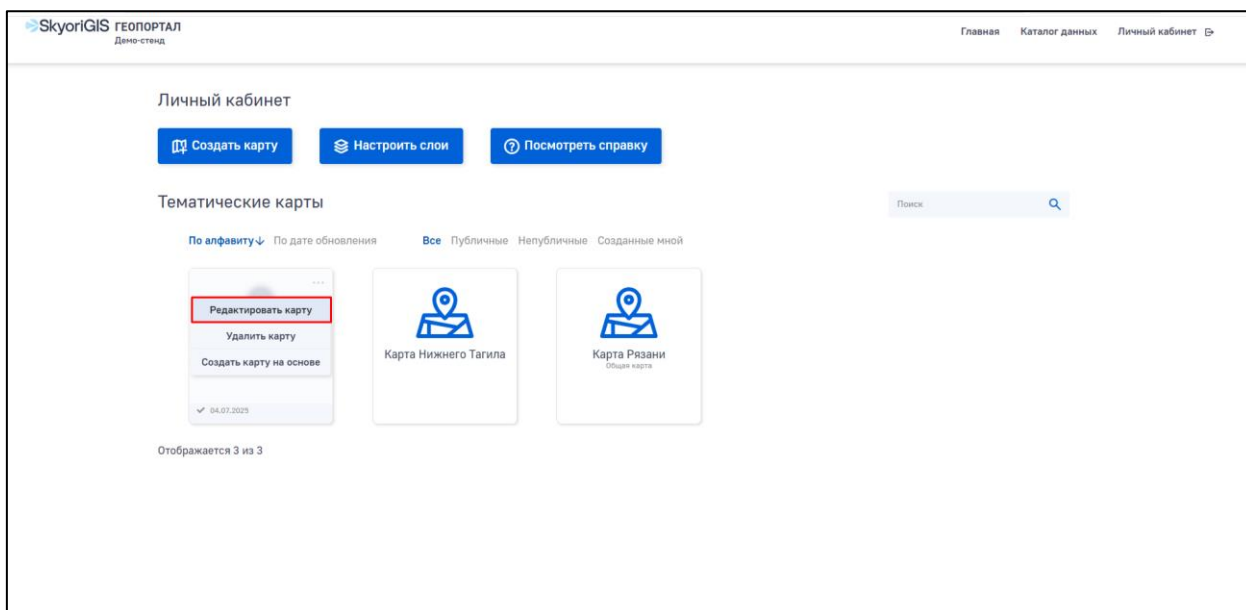 SkyoriGIS ГЕОПОРТАЛ
Демо-стенд
Главная Каталог данных Личный кабинет
Личный кабинет
Создать карту Настроить слои Посмотреть справку
Тематические карты
Поиск
По алфавиту По дате обновления Все Публичные Непубличные Созданные мной
Редактировать карту
Удалить карту
Создать карту на основе
04.07.2025
Карта Нижнего Тагила
Карта Рязани
Общая карта
Отображается 3 из 3